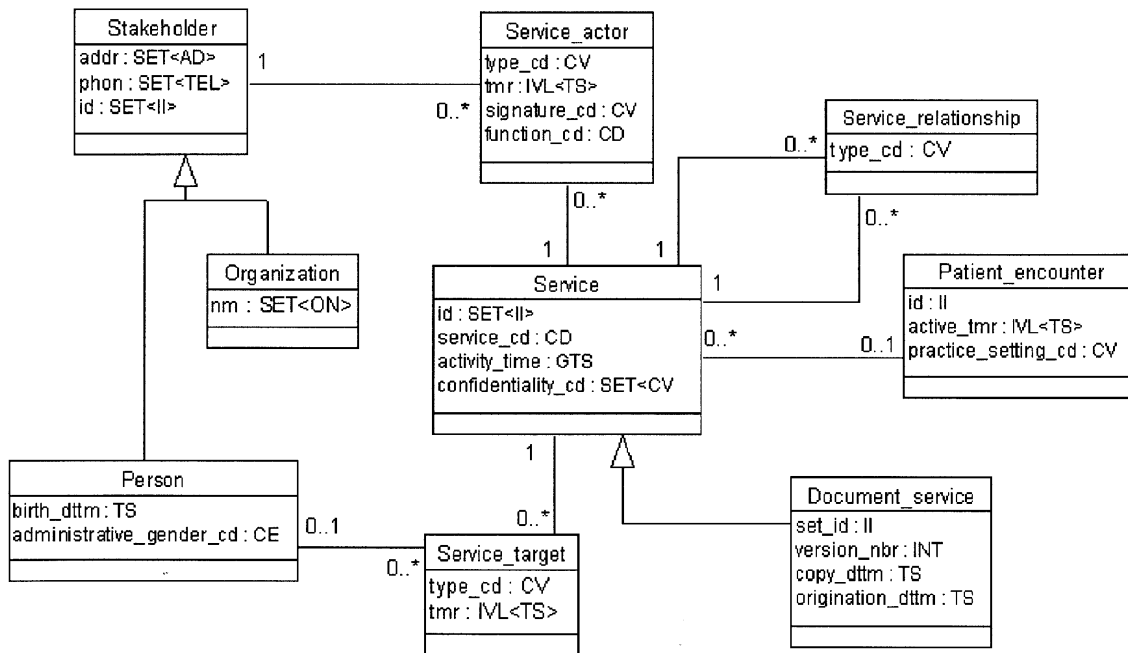 Stakeholder
addr : SET<AD>
phon : SET<TEL>
id : SET<II>
1
0..*
Service_actor
type_cd : CV
tmr : IVL<TS>
signature_cd : CV
function_cd : CD
0..*
1
Service_relationship
type_cd : CV
0..*
0..*
1
1
Organization
nm : SET<ON>
Service
id : SET<II>
service_cd : CD
activity_time : GTS
confidentiality_cd : SET<CV
0..*
0..1
1
Patient_encounter
id : II
active_tmr : IVL<TS>
practice_setting_cd : CV
Person
birth_dttm : TS
administrative_gender_cd : CE
0..1
0..*
0..*
Service_target
type_cd : CV
tmr : IVL<TS>
Document_service
set_id : II
version_nbr : INT
copy_dttm : TS
origination_dttm : TS